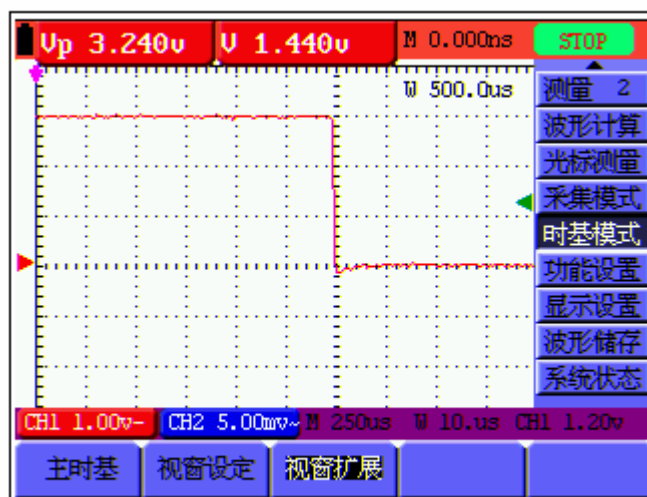 Vp 3.240v V 1.440v M 0.000ns STOP
W 500.0us
测量 2
波形计算
光标测量
采集模式
时基模式
功能设置
显示设置
波形储存
系统状态
CH1 1.00v- CH2 5.00mv~ M 250us W 10.us CH1 1.20v
主时基 视窗设定 视窗扩展